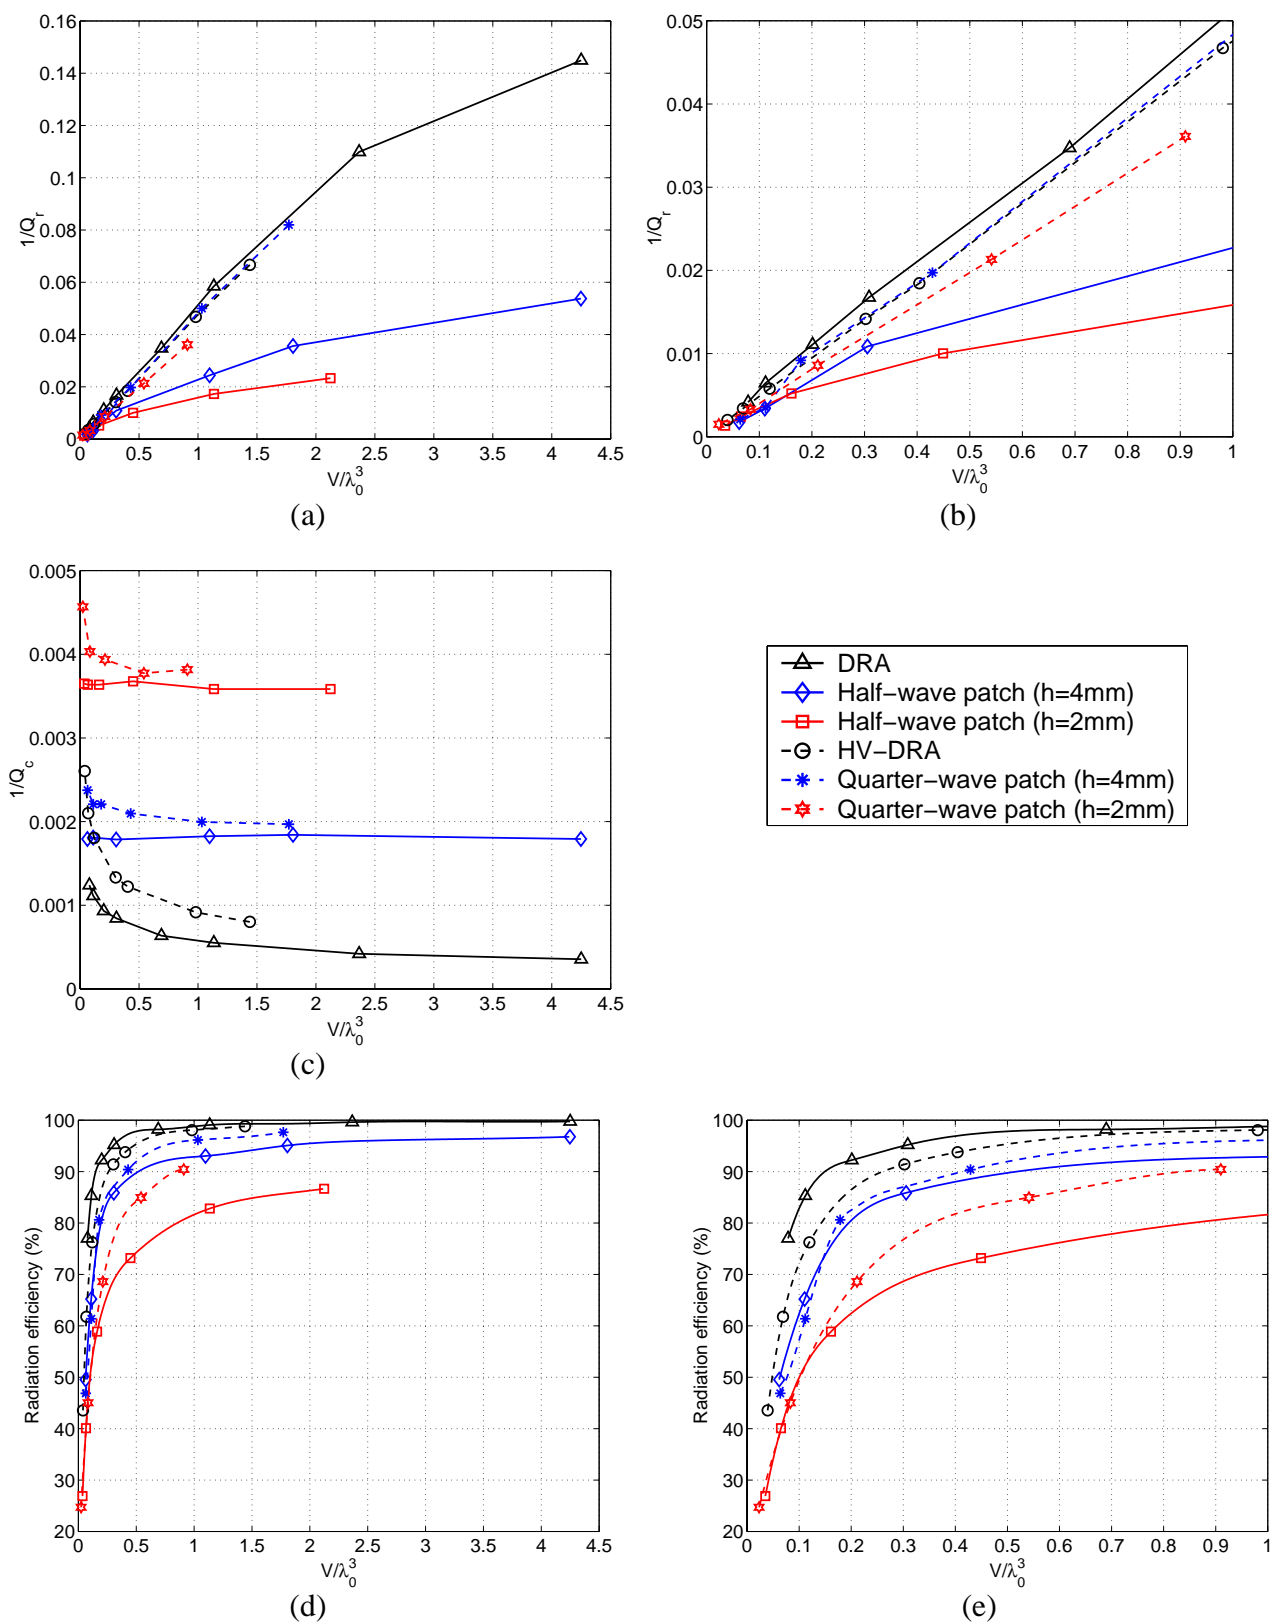 0.16
0.14
0.12
0.1
0.08
0.06
0.04
0.02
0
1/Q_r
0 0.5 1 1.5 2 2.5 3 3.5 4 4.5
V/λ_0^3
(a)
0.05
0.04
0.03
0.02
0.01
0
1/Q_r
0 0.1 0.2 0.3 0.4 0.5 0.6 0.7 0.8 0.9 1
V/λ_0^3
(b)
0.005
0.004
0.003
0.002
0.001
0
1/Q_c
0 0.5 1 1.5 2 2.5 3 3.5 4 4.5
V/λ_0^3
(c)
DRA
Half−wave patch (h=4mm)
Half−wave patch (h=2mm)
HV−DRA
Quarter−wave patch (h=4mm)
Quarter−wave patch (h=2mm)
100
90
80
70
60
50
40
30
20
Radiation efficiency (%)
0 0.5 1 1.5 2 2.5 3 3.5 4 4.5
V/λ_0^3
(d)
100
90
80
70
60
50
40
30
20
Radiation efficiency (%)
0 0.1 0.2 0.3 0.4 0.5 0.6 0.7 0.8 0.9 1
V/λ_0^3
(e)